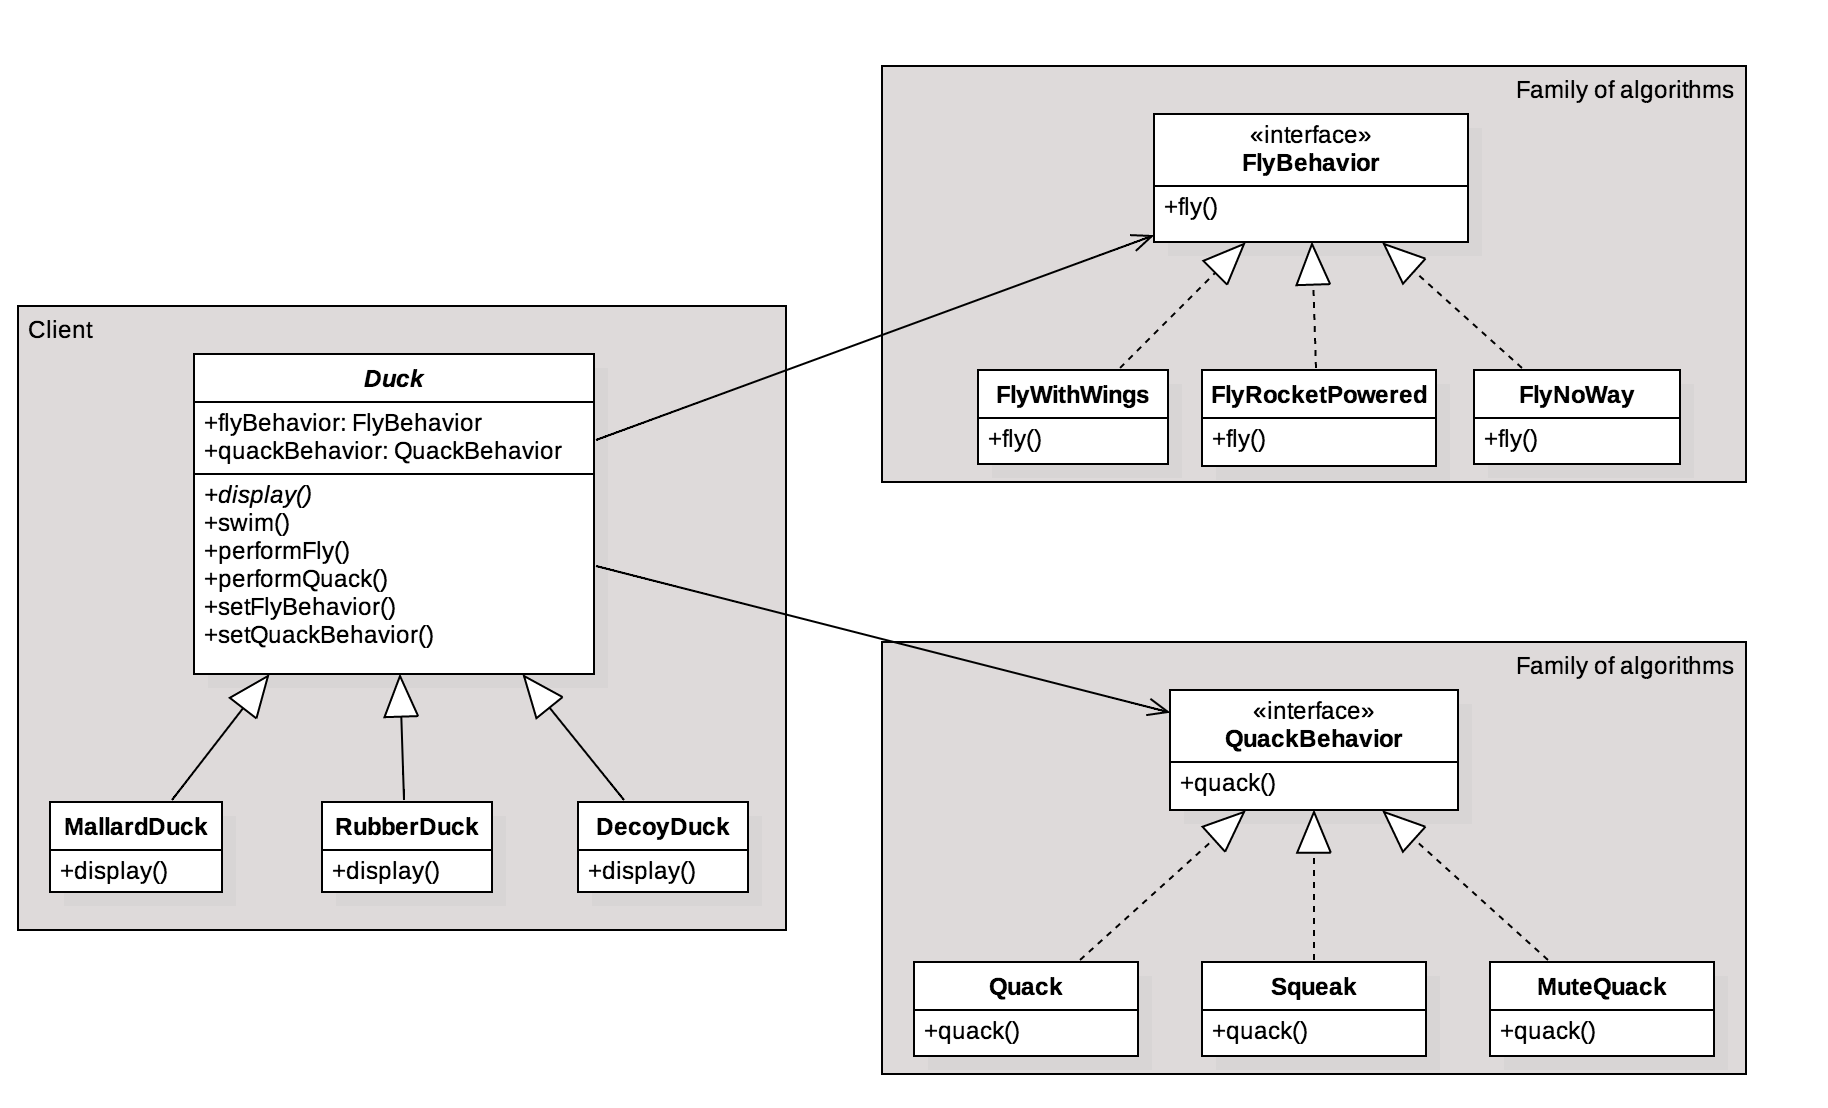 Family of algorithms
«interface»
FlyBehavior
+fly()
FlyWithWings
+fly()
FlyRocketPowered
+fly()
FlyNoWay
+fly()
Client
Duck
+flyBehavior: FlyBehavior
+quackBehavior: QuackBehavior
+display()
+swim()
+performFly()
+performQuack()
+setFlyBehavior()
+setQuackBehavior()
MallardDuck
+display()
RubberDuck
+display()
DecoyDuck
+display()
Family of algorithms
«interface»
QuackBehavior
+quack()
Quack
+quack()
Squeak
+quack()
MuteQuack
+quack()